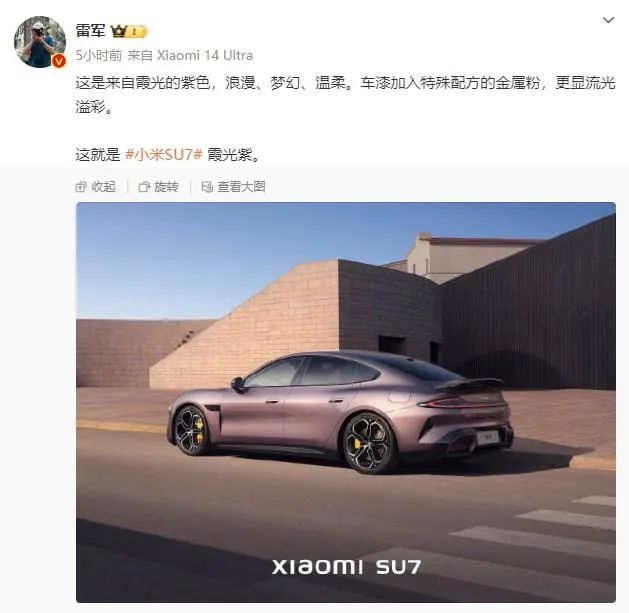 雷军 1
5小时前 来自 Xiaomi 14 Ultra
这是来自霞光的紫色，浪漫、梦幻、温柔。车漆加入特殊配方的金属粉，更显流光
溢彩。
这就是 #小米SU7# 霞光紫。
收起 旋转 查看大图
XIAOMI SU7